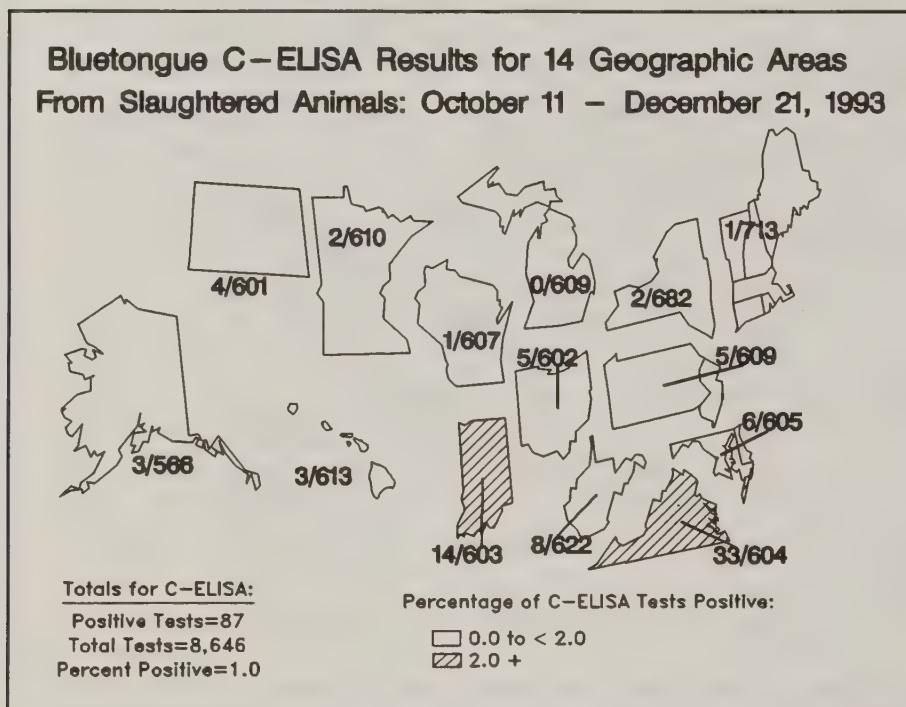 Bluetongue C-ELISA Results for 14 Geographic Areas
From Slaughtered Animals: October 11 - December 21, 1993
1/713
2/610
4/601
0/609
2/682
1/607
5/602
5/609
6/605
3/566
3/613
14/603
8/622
33/604
Totals for C-ELISA:
Positive Tests=87
Total Tests=8,646
Percent Positive=1.0
Percentage of C-ELISA Tests Positive:
0.0 to < 2.0
2.0 +